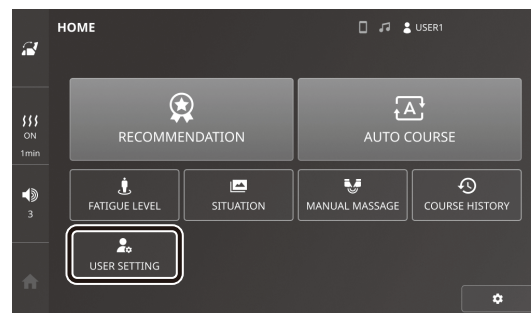 HOME
USER1
ON
1min
3
RECOMMENDATION
A
AUTO COURSE
FATIGUE LEVEL
SITUATION
MANUAL MASSAGE
COURSE HISTORY
USER SETTING